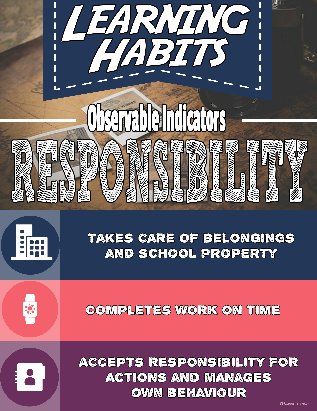 LEARNING
HABITS
Observable Indicators
RESPONSIBILITY
TAKES CARE OF BELONGINGS
AND SCHOOL PROPERTY
COMPLETES WORK ON TIME
ACCEPTS RESPONSIBILITY FOR
ACTIONS AND MANAGES
OWN BEHAVIOUR